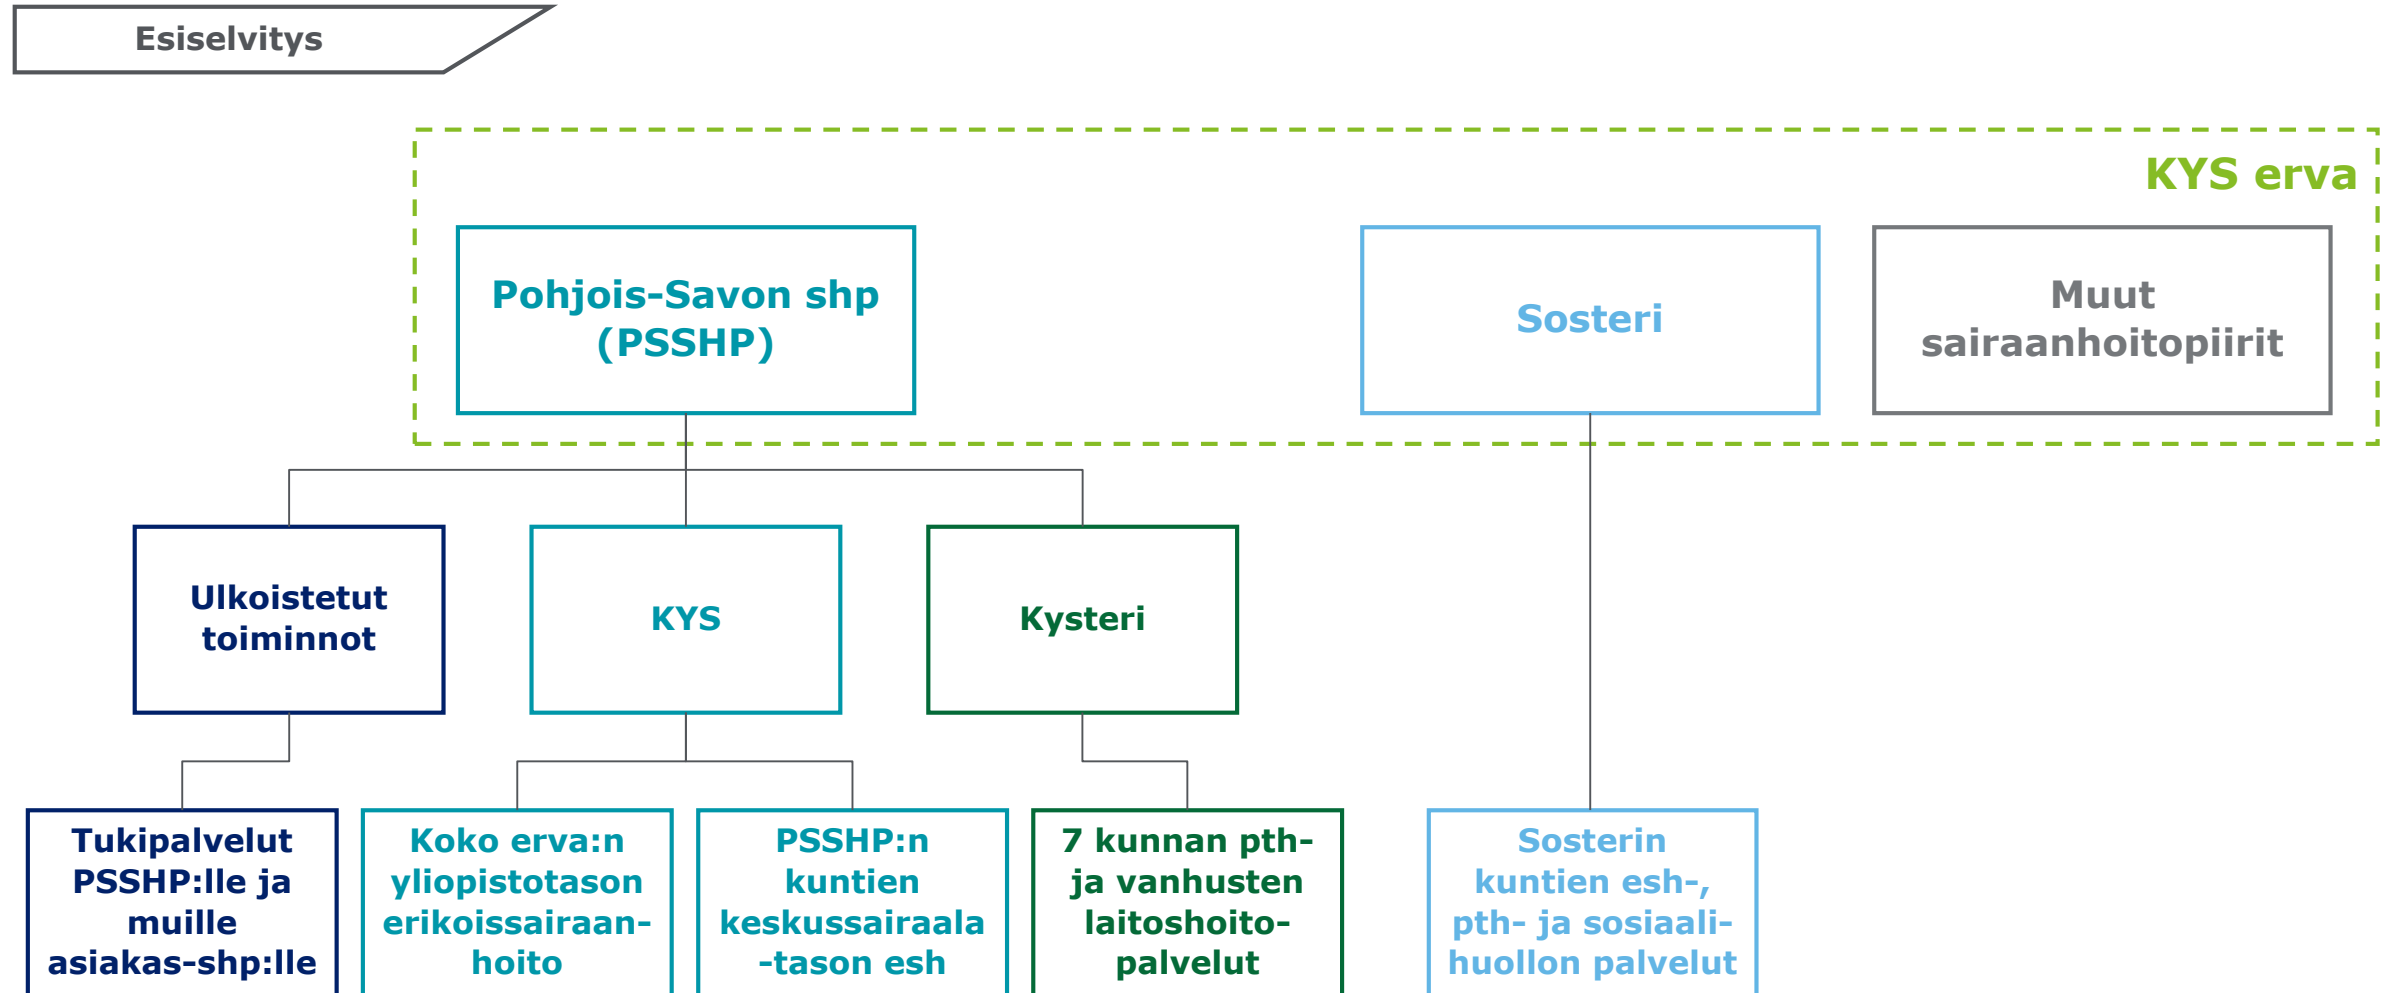 Esiselvitys
KYS erva
Pohjois-Savon shp
(PSSHP)
Sosteri
Muut
sairaanhoitopiirit
Ulkoistetut
toiminnot
KYS
Kysteri
Tukipalvelut
PSSHP:lle ja
muille
asiakas-shp:lle
Koko erva:n
yliopistotason
erikoissairaan-
hoito
PSSHP:n
kuntien
keskussairaala
-tason esh
7 kunnan pth-
ja vanhusten
laitoshoito-
palvelut
Sosterin
kuntien esh-,
pth- ja sosiaali-
huollon palvelut